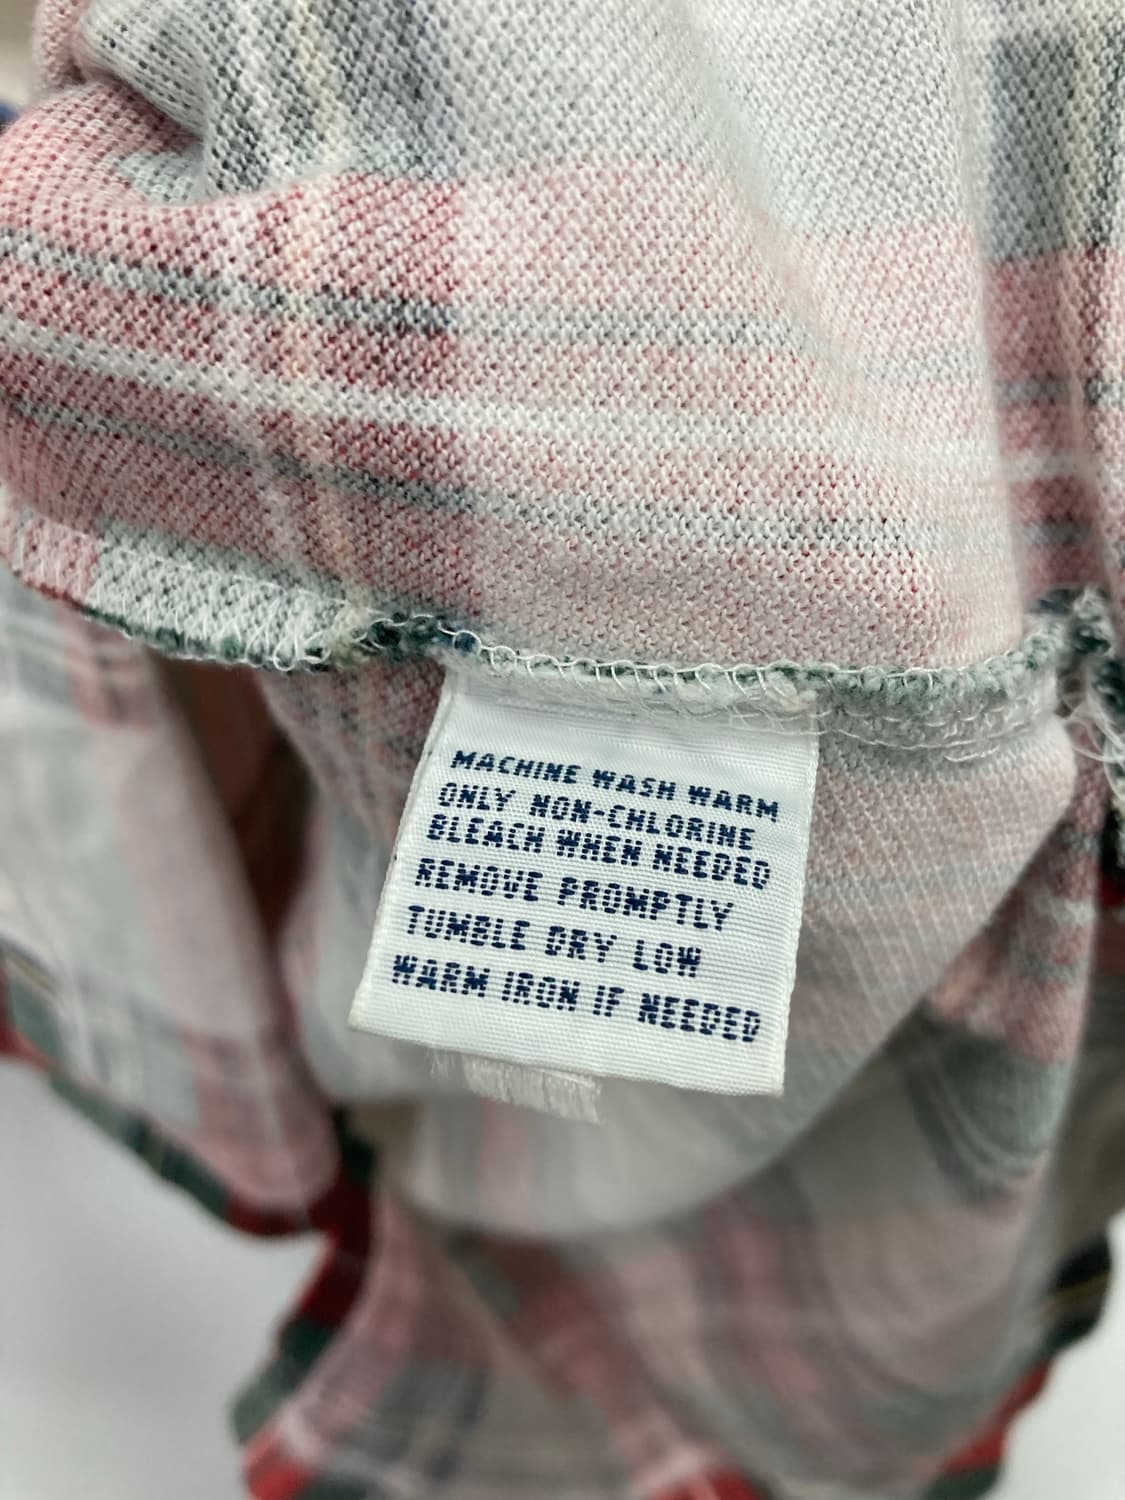 MACHINE WASH WARM
ONLY NON-CHLORINE
BLEACH WHEN NEEDED
REMOVE PROMPTLY
TUMBLE DRY LOW
WARM IRON IF NEEDED